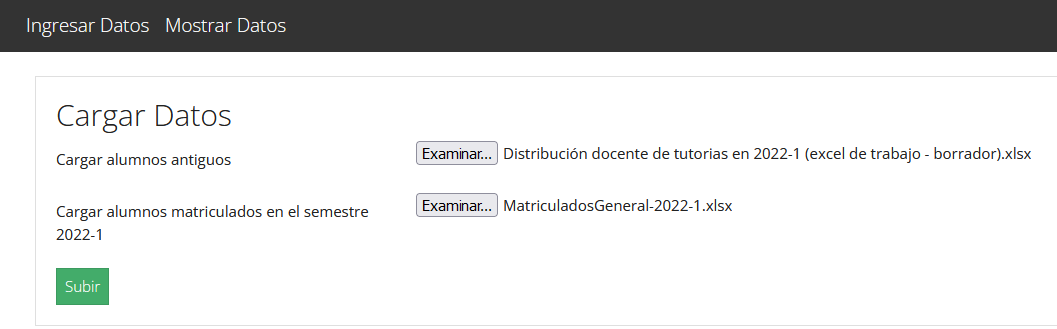 Ingresar Datos Mostrar Datos
Cargar Datos
Cargar alumnos antiguos
Examinar... Distribución docente de tutorias en 2022-1 (excel de trabajo - borrador).xlsx
Cargar alumnos matriculados en el semestre
2022-1
Examinar... MatriculadosGeneral-2022-1.xlsx
Subir